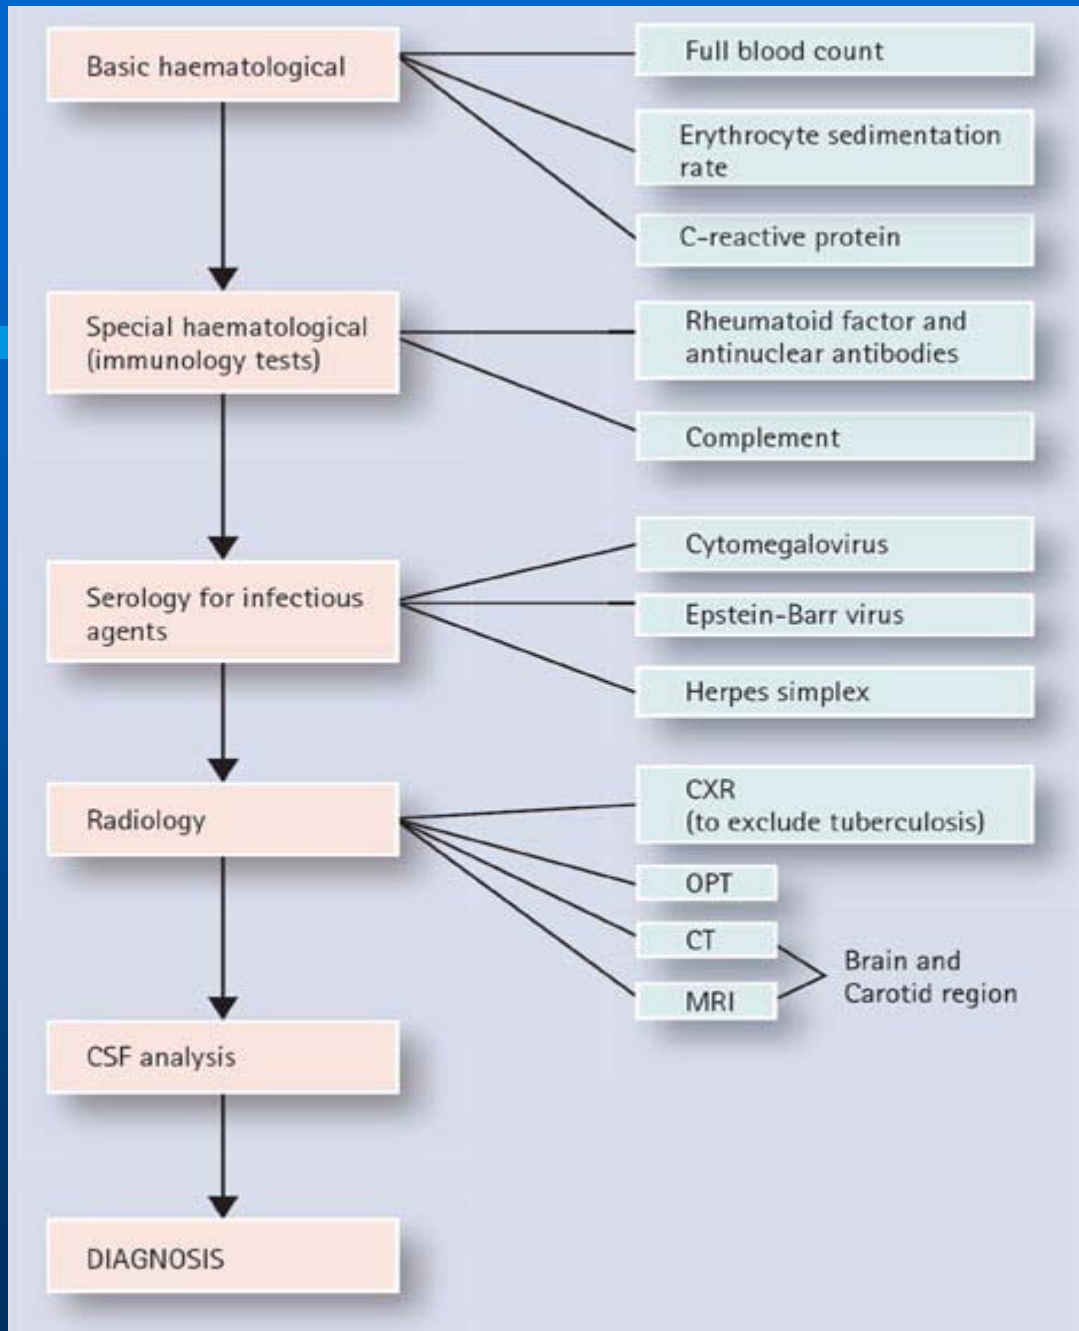 Basic haematological
Full blood count
Erythrocyte sedimentation
rate
C-reactive protein
Special haematological
(immunology tests)
Rheumatoid factor and
antinuclear antibodies
Complement
Serology for infectious
agents
Cytomegalovirus
Epstein-Barr virus
Herpes simplex
Radiology
CXR
(to exclude tuberculosis)
OPT
CT
MRI
Brain and
Carotid region
CSF analysis
DIAGNOSIS